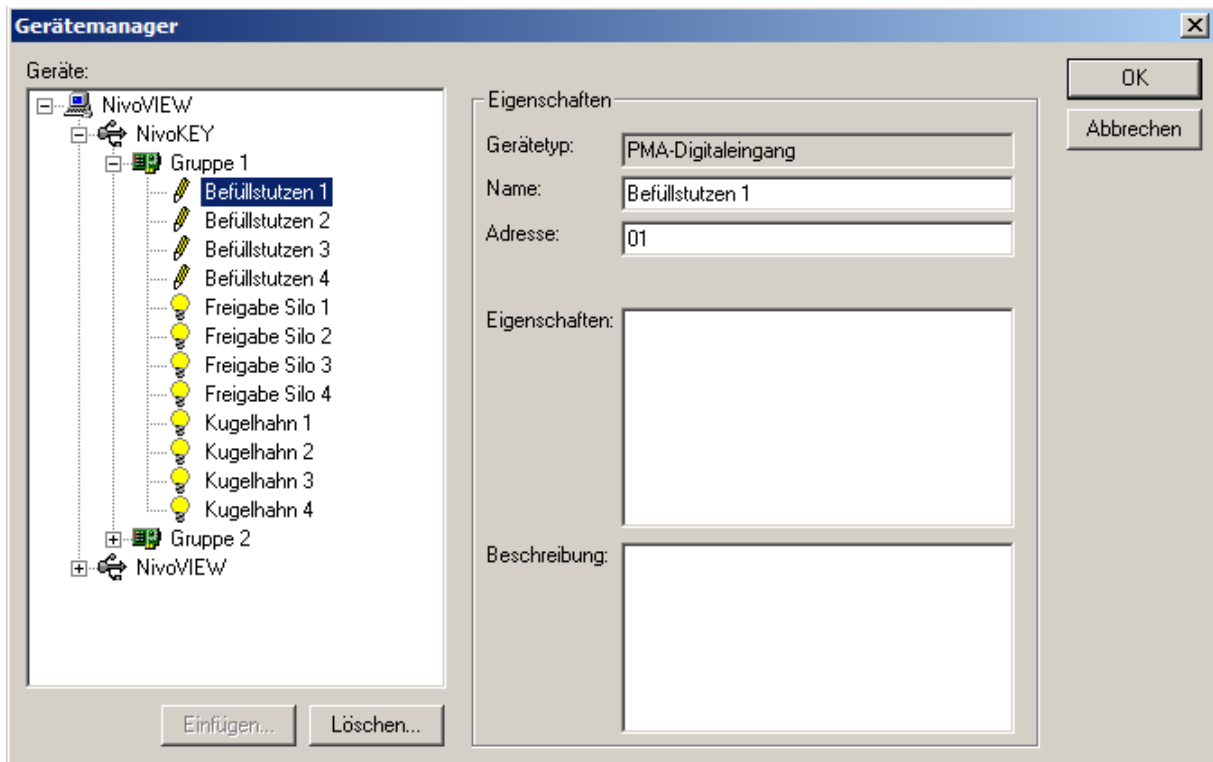 Gerätemanager
Geräte:
NivoVIEW
NivoKEY
Gruppe 1
Befüllstutzen 1
Befüllstutzen 2
Befüllstutzen 3
Befüllstutzen 4
Freigabe Silo 1
Freigabe Silo 2
Freigabe Silo 3
Freigabe Silo 4
Kugelhahn 1
Kugelhahn 2
Kugelhahn 3
Kugelhahn 4
Gruppe 2
NivoVIEW
Einfügen...
Löschen...
Eigenschaften
Gerätetyp: PMA-Digitaleingang
Name: Befüllstutzen 1
Adresse: 01
Eigenschaften:
Beschreibung:
OK
Abbrechen